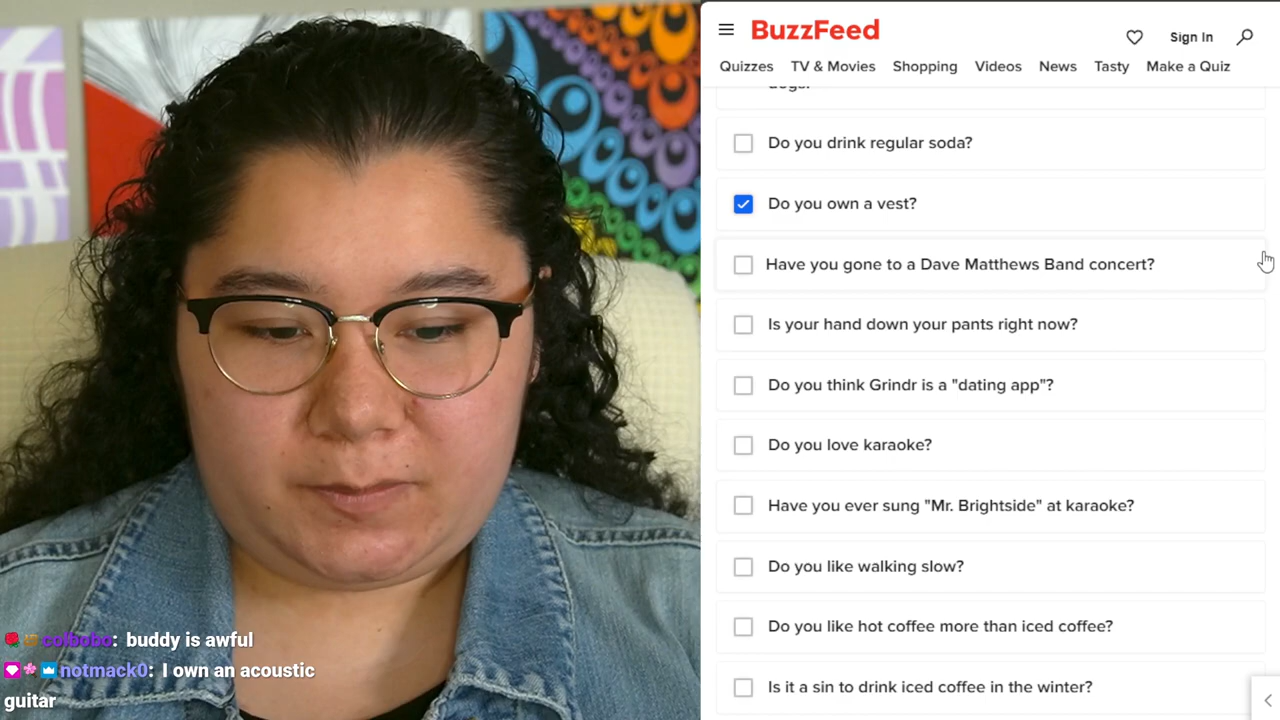 BuzzFeed
Sign In
Quizzes TV & Movies Shopping Videos News Tasty Make a Quiz
dogs.
Do you drink regular soda?
Do you own a vest?
Have you gone to a Dave Matthews Band concert?
Is your hand down your pants right now?
Do you think Grindr is a "dating app"?
Do you love karaoke?
Have you ever sung "Mr. Brightside" at karaoke?
Do you like walking slow?
Do you like hot coffee more than iced coffee?
Is it a sin to drink iced coffee in the winter?
colbobo: buddy is awful
notmack0: I own an acoustic
guitar